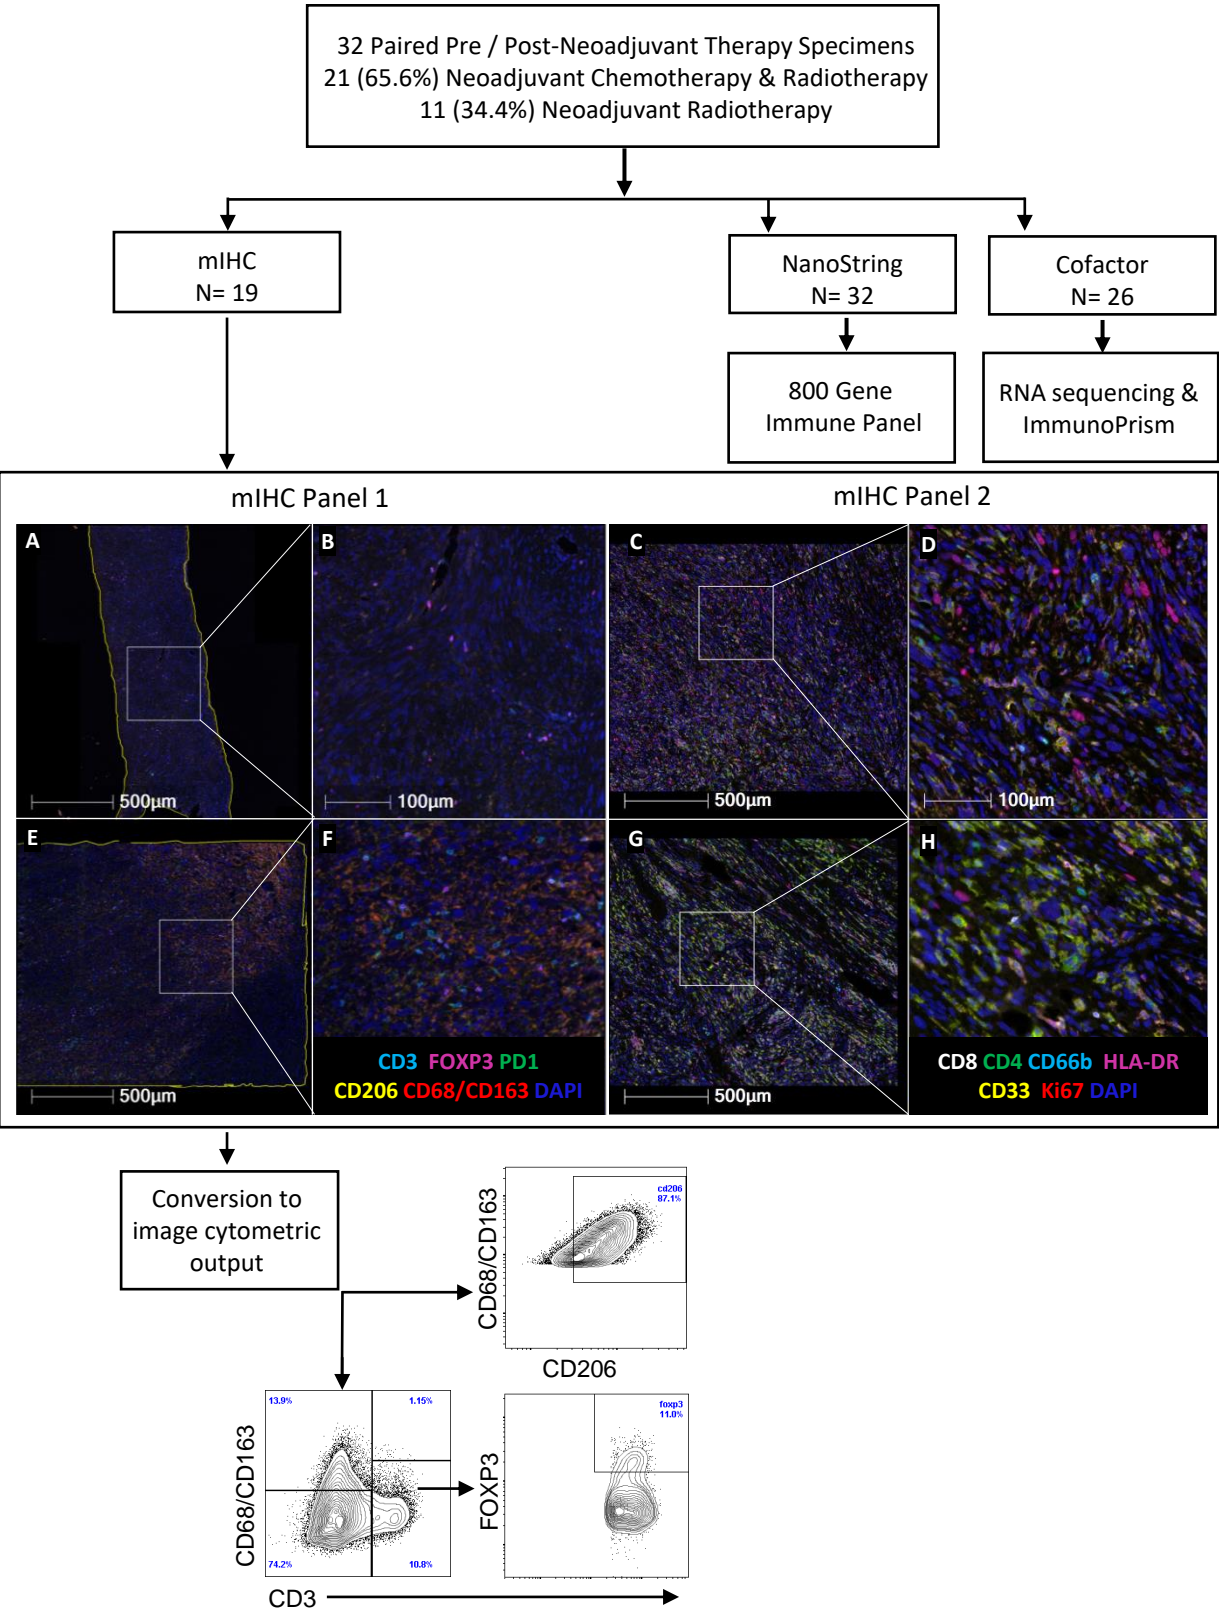 32 Paired Pre / Post-Neoadjuvant Therapy Specimens
21 (65.6%) Neoadjuvant Chemotherapy & Radiotherapy
11 (34.4%) Neoadjuvant Radiotherapy
mIHC
N= 19
NanoString
N= 32
Cofactor
N= 26
800 Gene
Immune Panel
RNA sequencing &
ImmunoPrism
mIHC Panel 1
mIHC Panel 2
A
B
C
D
500µm
100µm
500µm
100µm
E
F
G
H
CD3 FOXP3 PD1
CD206 CD68/CD163 DAPI
CD8 CD4 CD66b HLA-DR
CD33 Ki67 DAPI
500µm
500µm
Conversion to
image cytometric
output
cd206
87.1%
CD68/CD163
CD206
13.9%
1.15%
74.2%
10.8%
CD68/CD163
CD3
foxp3
11.0%
FOXP3